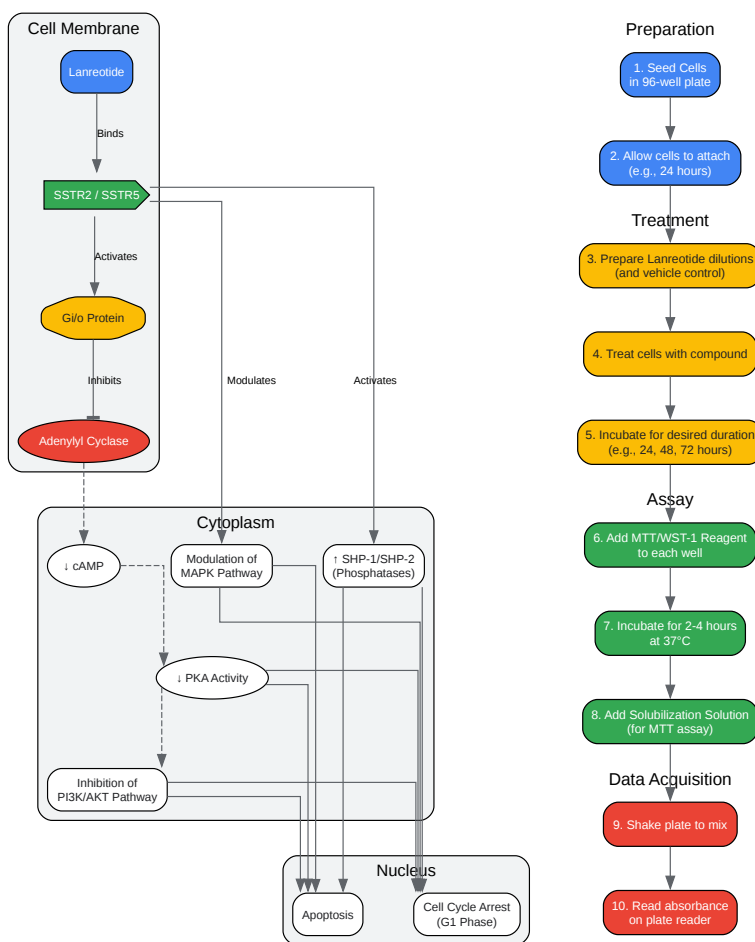 Cell Membrane
Lanreotide
Binds
SSTR2 / SSTR5
Activates
Gi/o Protein
Inhibits
Modulates
Activates
Adenylyl Cyclase
Cytoplasm
↓ cAMP
Modulation of
MAPK Pathway
↑ SHP-1/SHP-2
(Phosphatases)
↓ PKA Activity
Inhibition of
PI3K/AKT Pathway
Nucleus
Apoptosis
Cell Cycle Arrest
(G1 Phase)
Preparation
1. Seed Cells
in 96-well plate
2. Allow cells to attach
(e.g., 24 hours)
Treatment
3. Prepare Lanreotide dilutions
(and vehicle control)
4. Treat cells with compound
5. Incubate for desired duration
(e.g., 24, 48, 72 hours)
Assay
6. Add MTT/WST-1 Reagent
to each well
7. Incubate for 2-4 hours
at 37°C
8. Add Solubilization Solution
(for MTT assay)
Data Acquisition
9. Shake plate to mix
10. Read absorbance
on plate reader